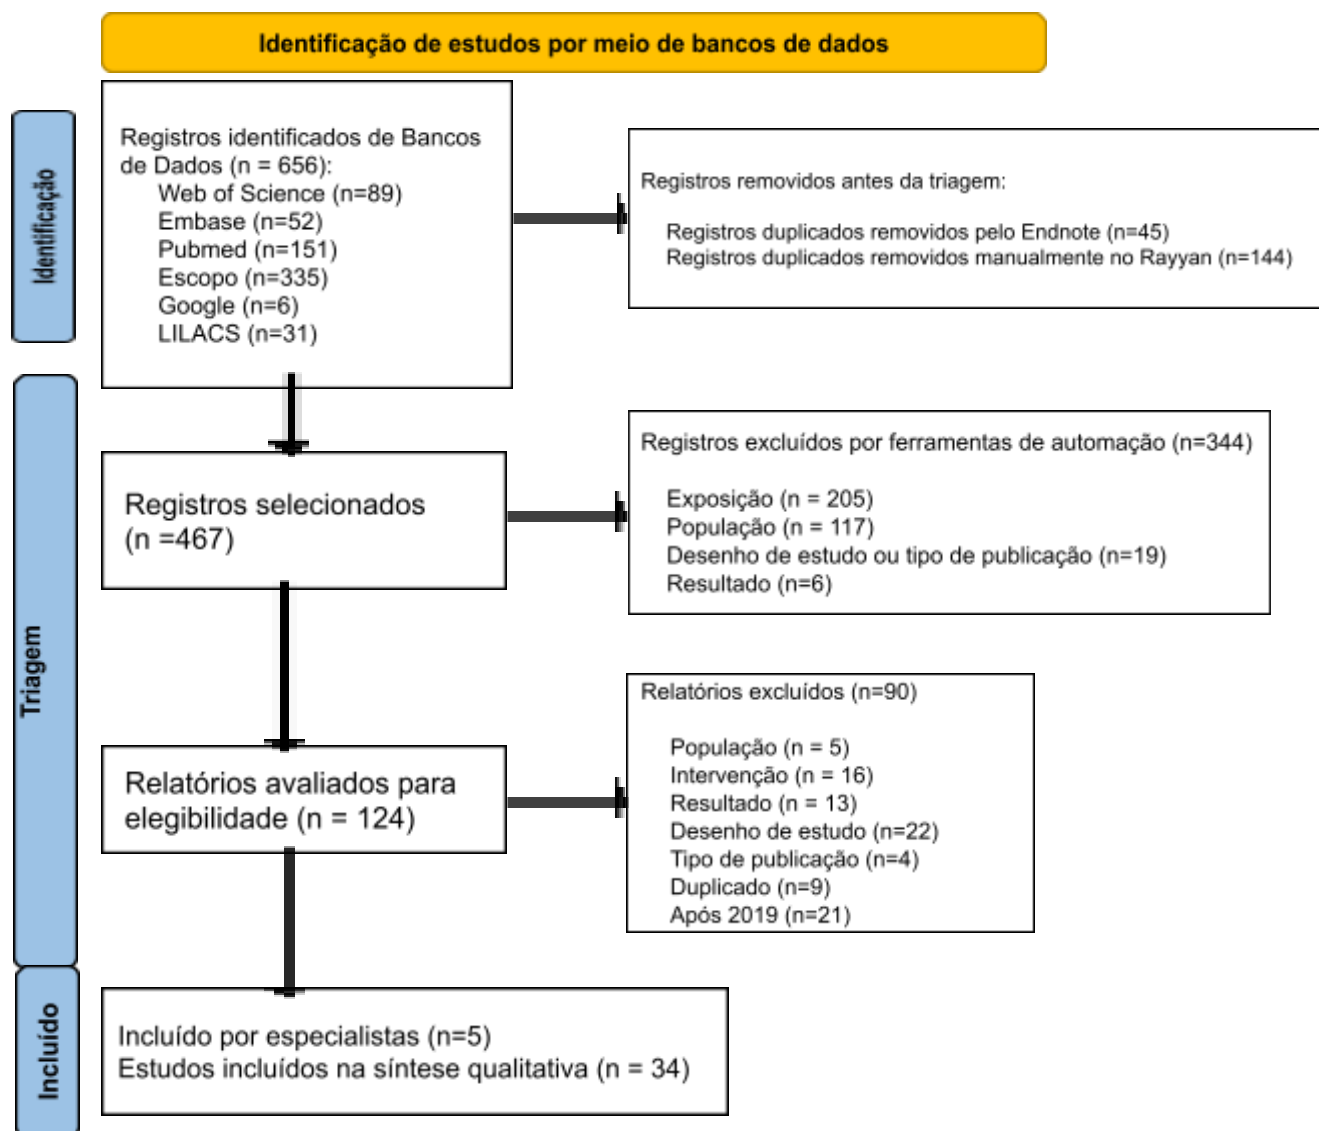 Identificação de estudos por meio de bancos de dados
Identificação
Registros identificados de Bancos
de Dados (n = 656):
Web of Science (n=89)
Embase (n=52)
Pubmed (n=151)
Escopo (n=335)
Google (n=6)
LILACS (n=31)
Registros removidos antes da triagem:
Registros duplicados removidos pelo Endnote (n=45)
Registros duplicados removidos manualmente no Rayyan (n=144)
Triagem
Registros selecionados
(n =467)
Registros excluídos por ferramentas de automação (n=344)
Exposição (n = 205)
População (n = 117)
Desenho de estudo ou tipo de publicação (n=19)
Resultado (n=6)
Relatórios avaliados para
elegibilidade (n = 124)
Relatórios excluídos (n=90)
População (n = 5)
Intervenção (n = 16)
Resultado (n = 13)
Desenho de estudo (n=22)
Tipo de publicação (n=4)
Duplicado (n=9)
Após 2019 (n=21)
Incluído
Incluído por especialistas (n=5)
Estudos incluídos na síntese qualitativa (n = 34)